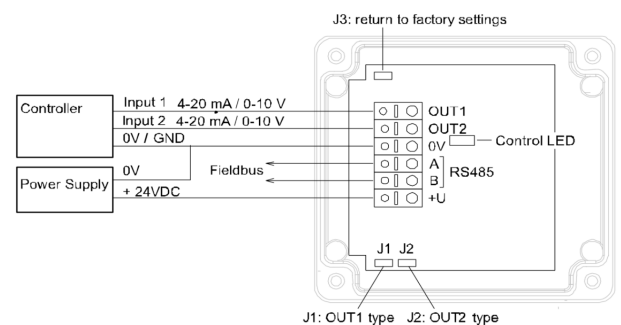 J3: return to factory settings
Controller
Input 1 4-20 mA / 0-10 V
Input 2 4-20 mA / 0-10 V
0V / GND
OUT1
OUT2
0V
Control LED
A
B
RS485
+U
Fieldbus
Power Supply
0V
+ 24VDC
J1 J2
J1: OUT1 type J2: OUT2 type